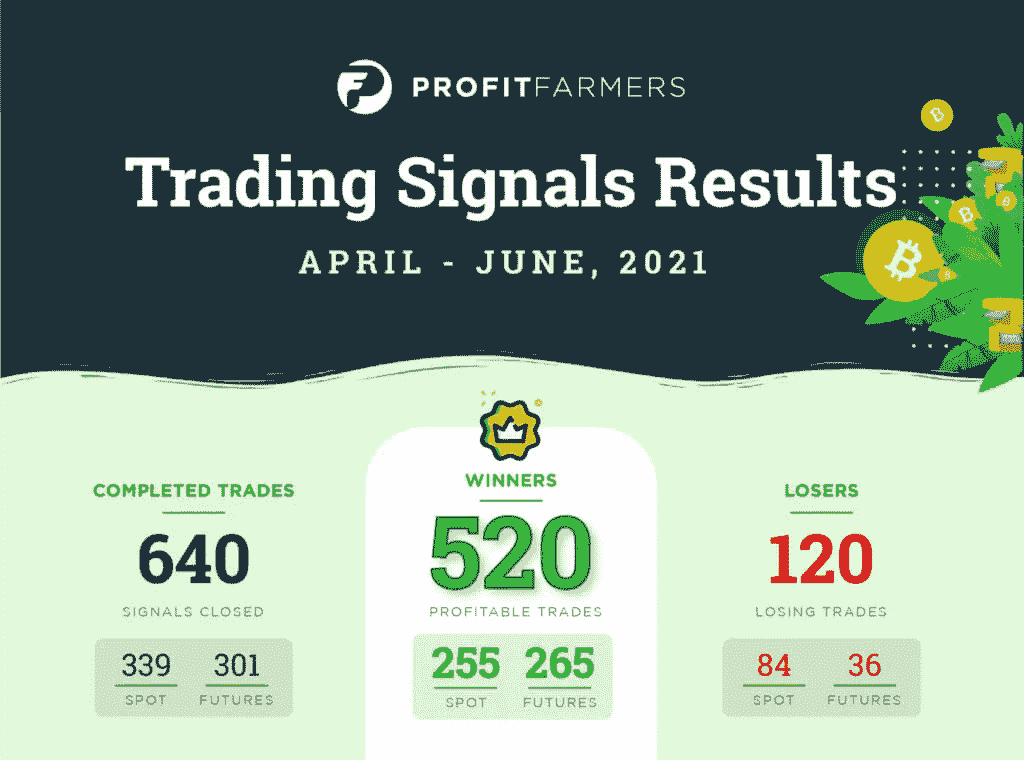 PROFITFARMERS
Trading Signals Results
APRIL - JUNE, 2021
COMPLETED TRADES
640
SIGNALS CLOSED
339 301
SPOT FUTURES
WINNERS
520
PROFITABLE TRADES
255 265
SPOT FUTURES
LOSERS
120
LOSING TRADES
84 36
SPOT FUTURES